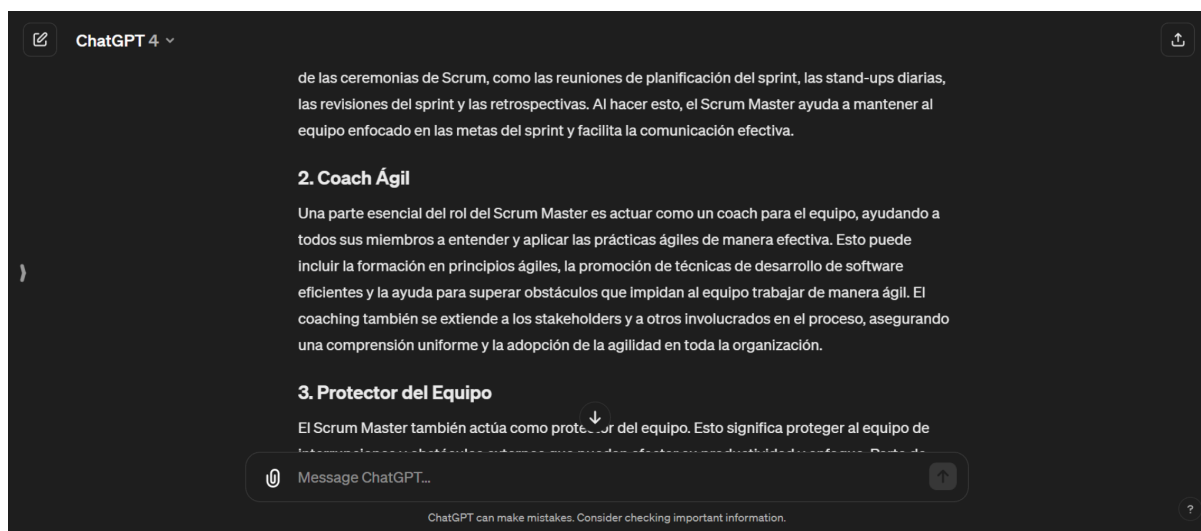 ChatGPT 4
de las ceremonias de Scrum, como las reuniones de planificación del sprint, las stand-ups diarias,
las revisiones del sprint y las retrospectivas. Al hacer esto, el Scrum Master ayuda a mantener al
equipo enfocado en las metas del sprint y facilita la comunicación efectiva.
2. Coach Ágil
Una parte esencial del rol del Scrum Master es actuar como un coach para el equipo, ayudando a
todos sus miembros a entender y aplicar las prácticas ágiles de manera efectiva. Esto puede
incluir la formación en principios ágiles, la promoción de técnicas de desarrollo de software
eficientes y la ayuda para superar obstáculos que impidan al equipo trabajar de manera ágil. El
coaching también se extiende a los stakeholders y a otros involucrados en el proceso, asegurando
una comprensión uniforme y la adopción de la agilidad en toda la organización.
3. Protector del Equipo
El Scrum Master también actúa como protector del equipo. Esto significa proteger al equipo de
Message ChatGPT...
ChatGPT can make mistakes. Consider checking important information.
?